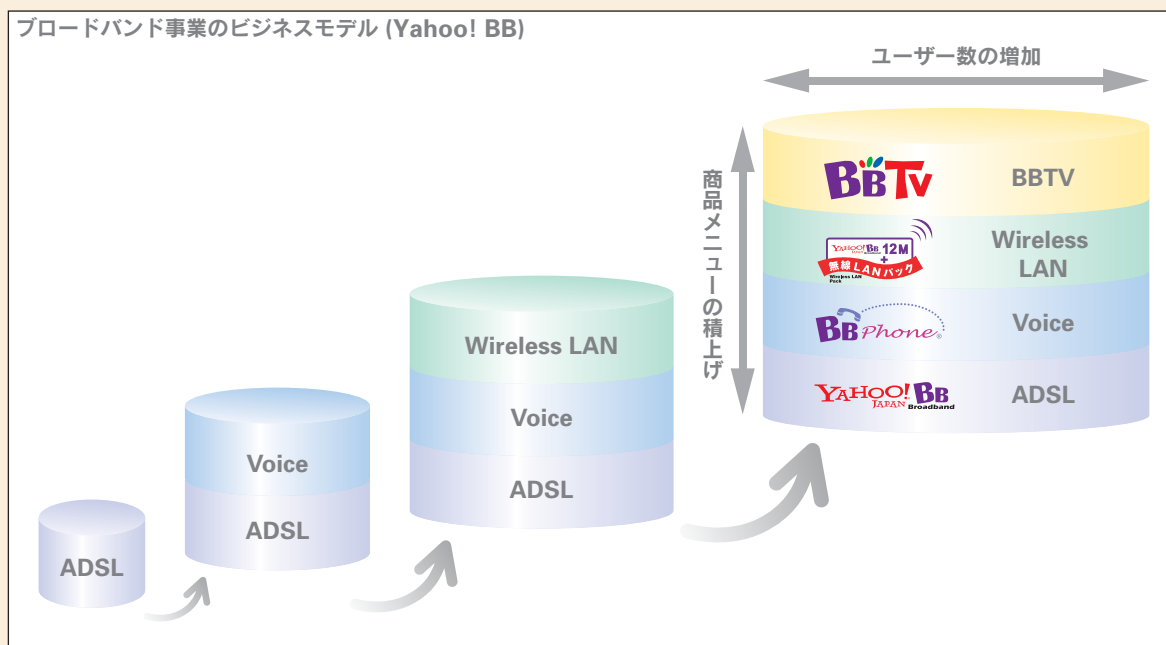 ブロードバンド事業のビジネスモデル (Yahoo! BB)
ユーザー数の増加
商品メニューの積上げ
BBTV
BBTV
YAHOO! BB 12M
JAPAN Broadband
+
無線LANパック
Wireless LAN
Pack
Wireless
LAN
BB Phone®
Voice
YAHOO! BB
JAPAN Broadband
ADSL
Wireless LAN
Voice
ADSL
Voice
ADSL
ADSL